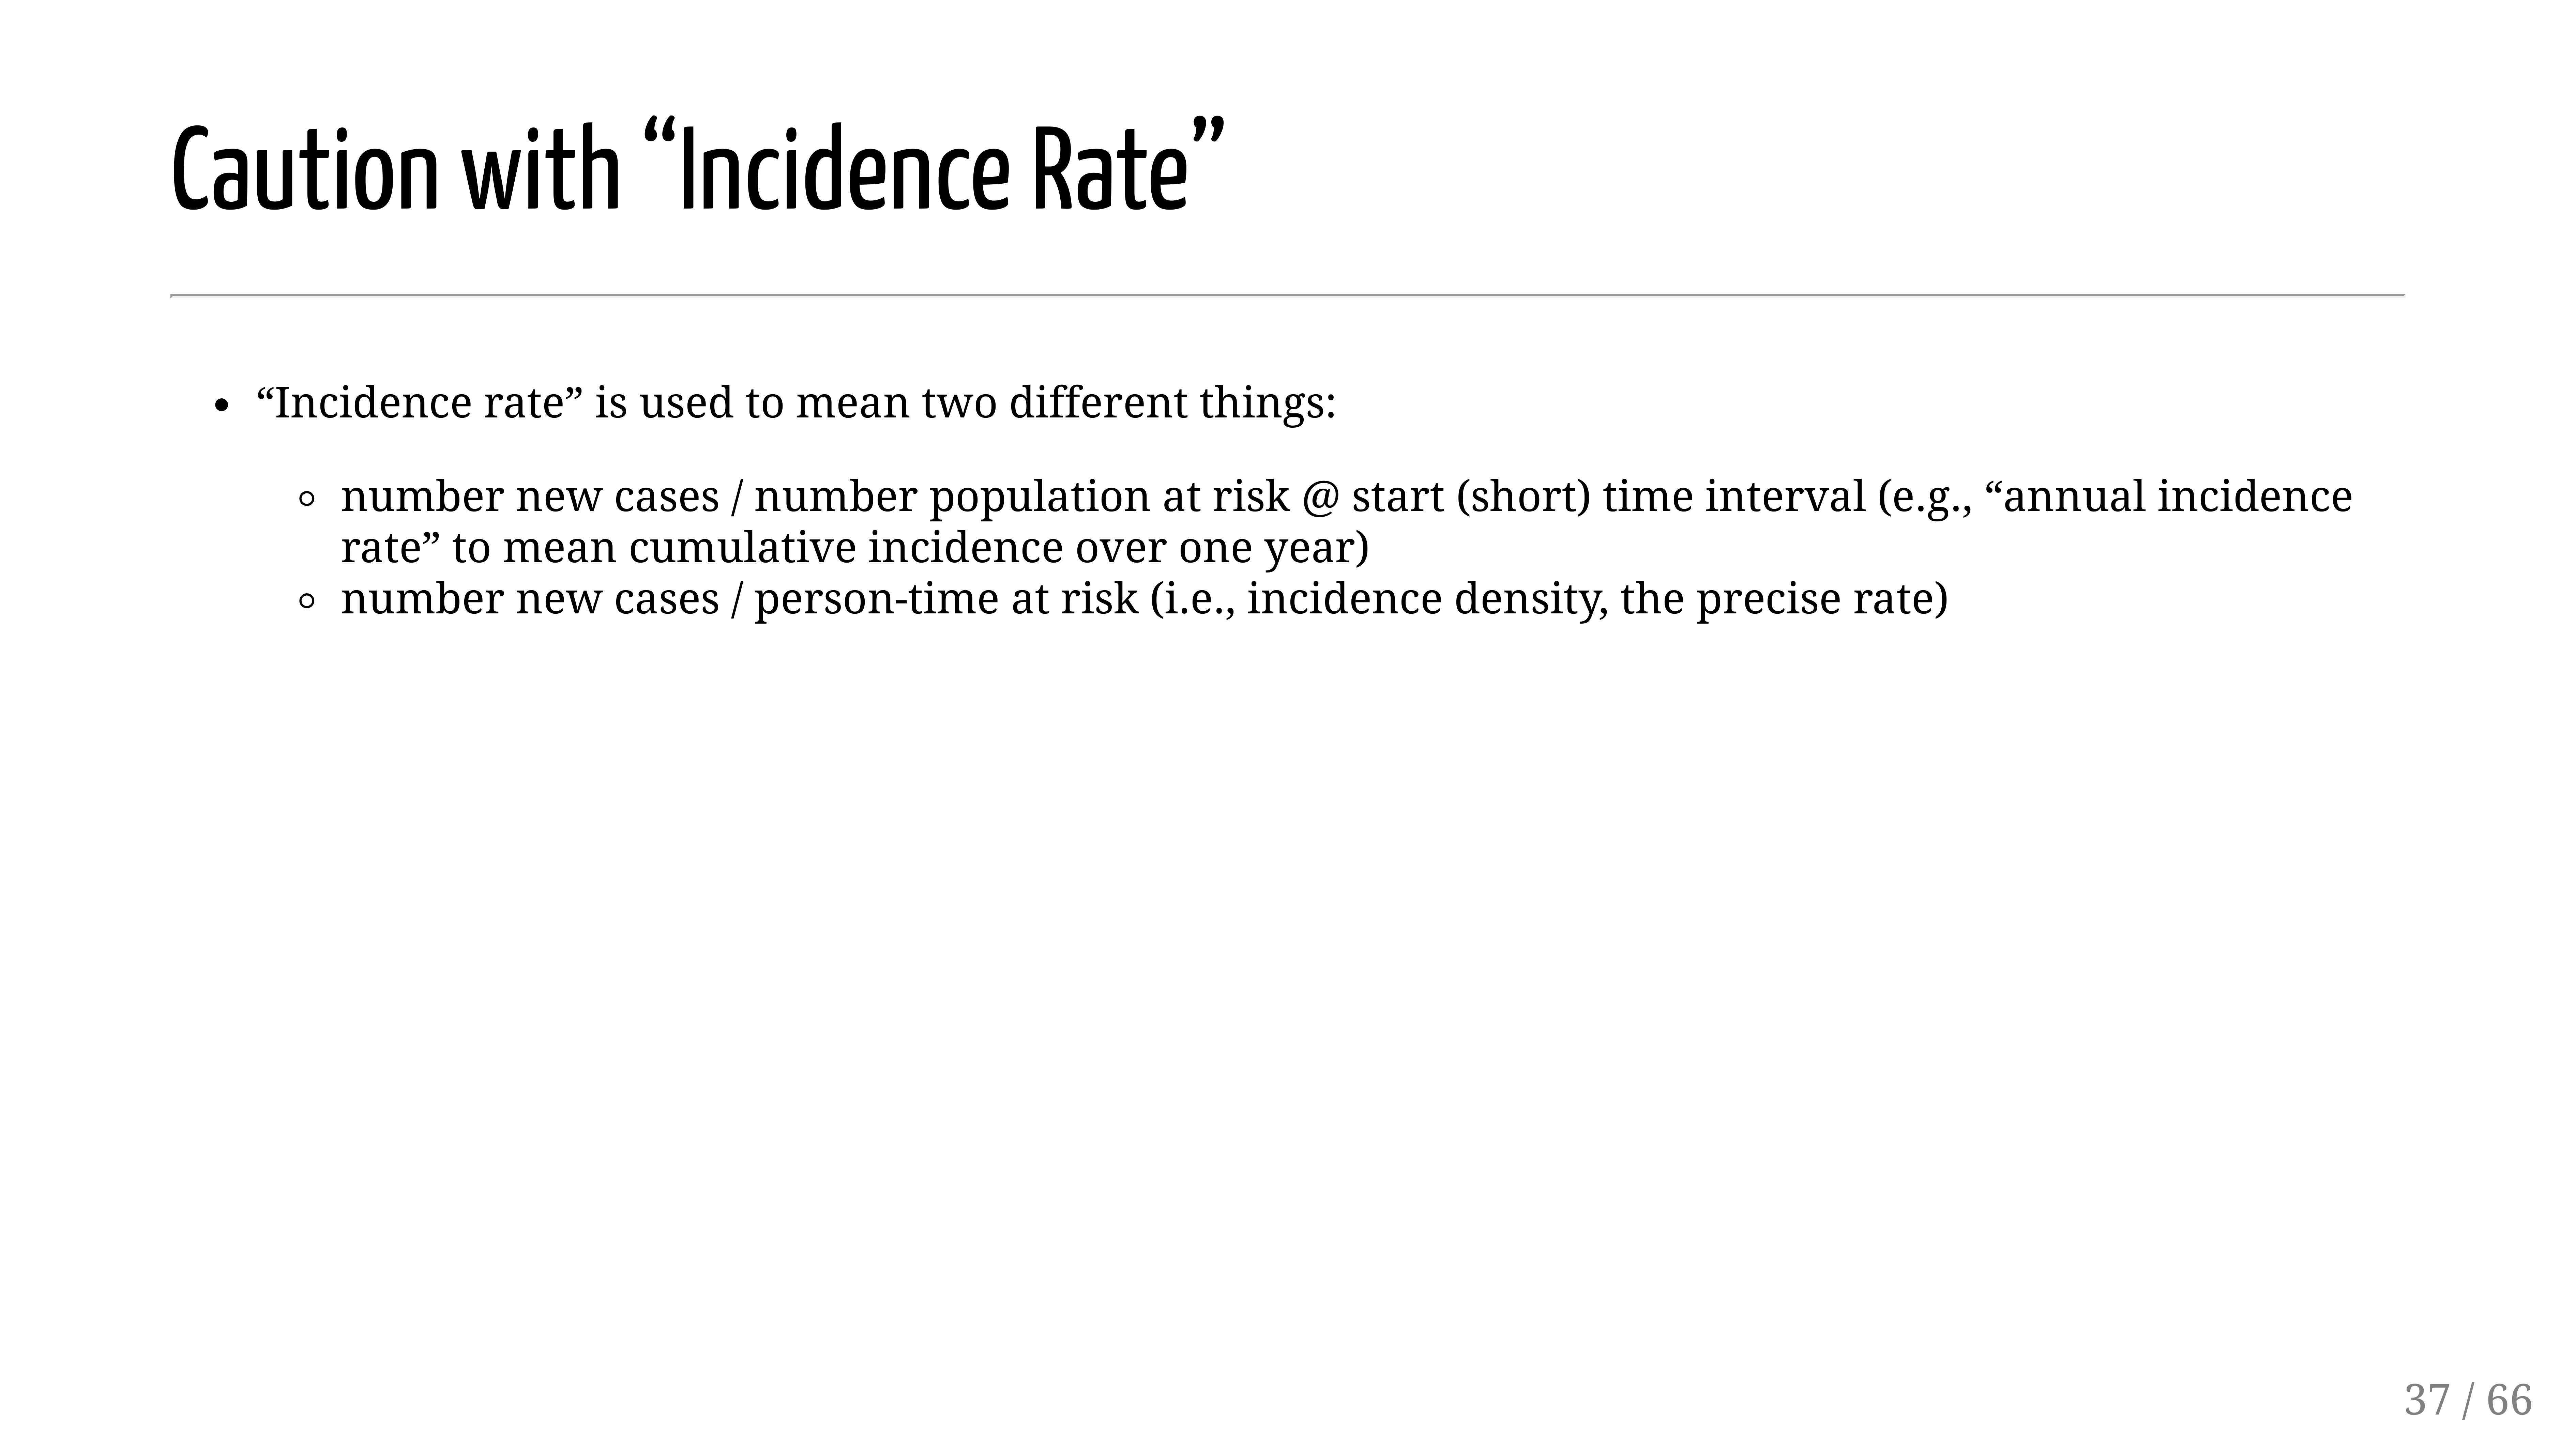 Caution with “Incidence Rate”
• “Incidence rate” is used to mean two different things:
◦ number new cases / number population at risk @ start (short) time interval (e.g., “annual incidence
rate” to mean cumulative incidence over one year)
◦ number new cases / person-time at risk (i.e., incidence density, the precise rate)
37 / 66